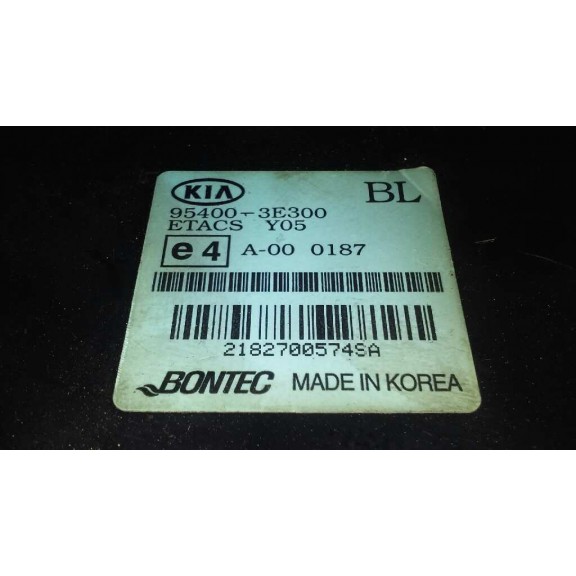 KIA BL
95400-3E300
ETACS Y05
e4 A-00 0187
2182700574SA
BONTEC MADE IN KOREA